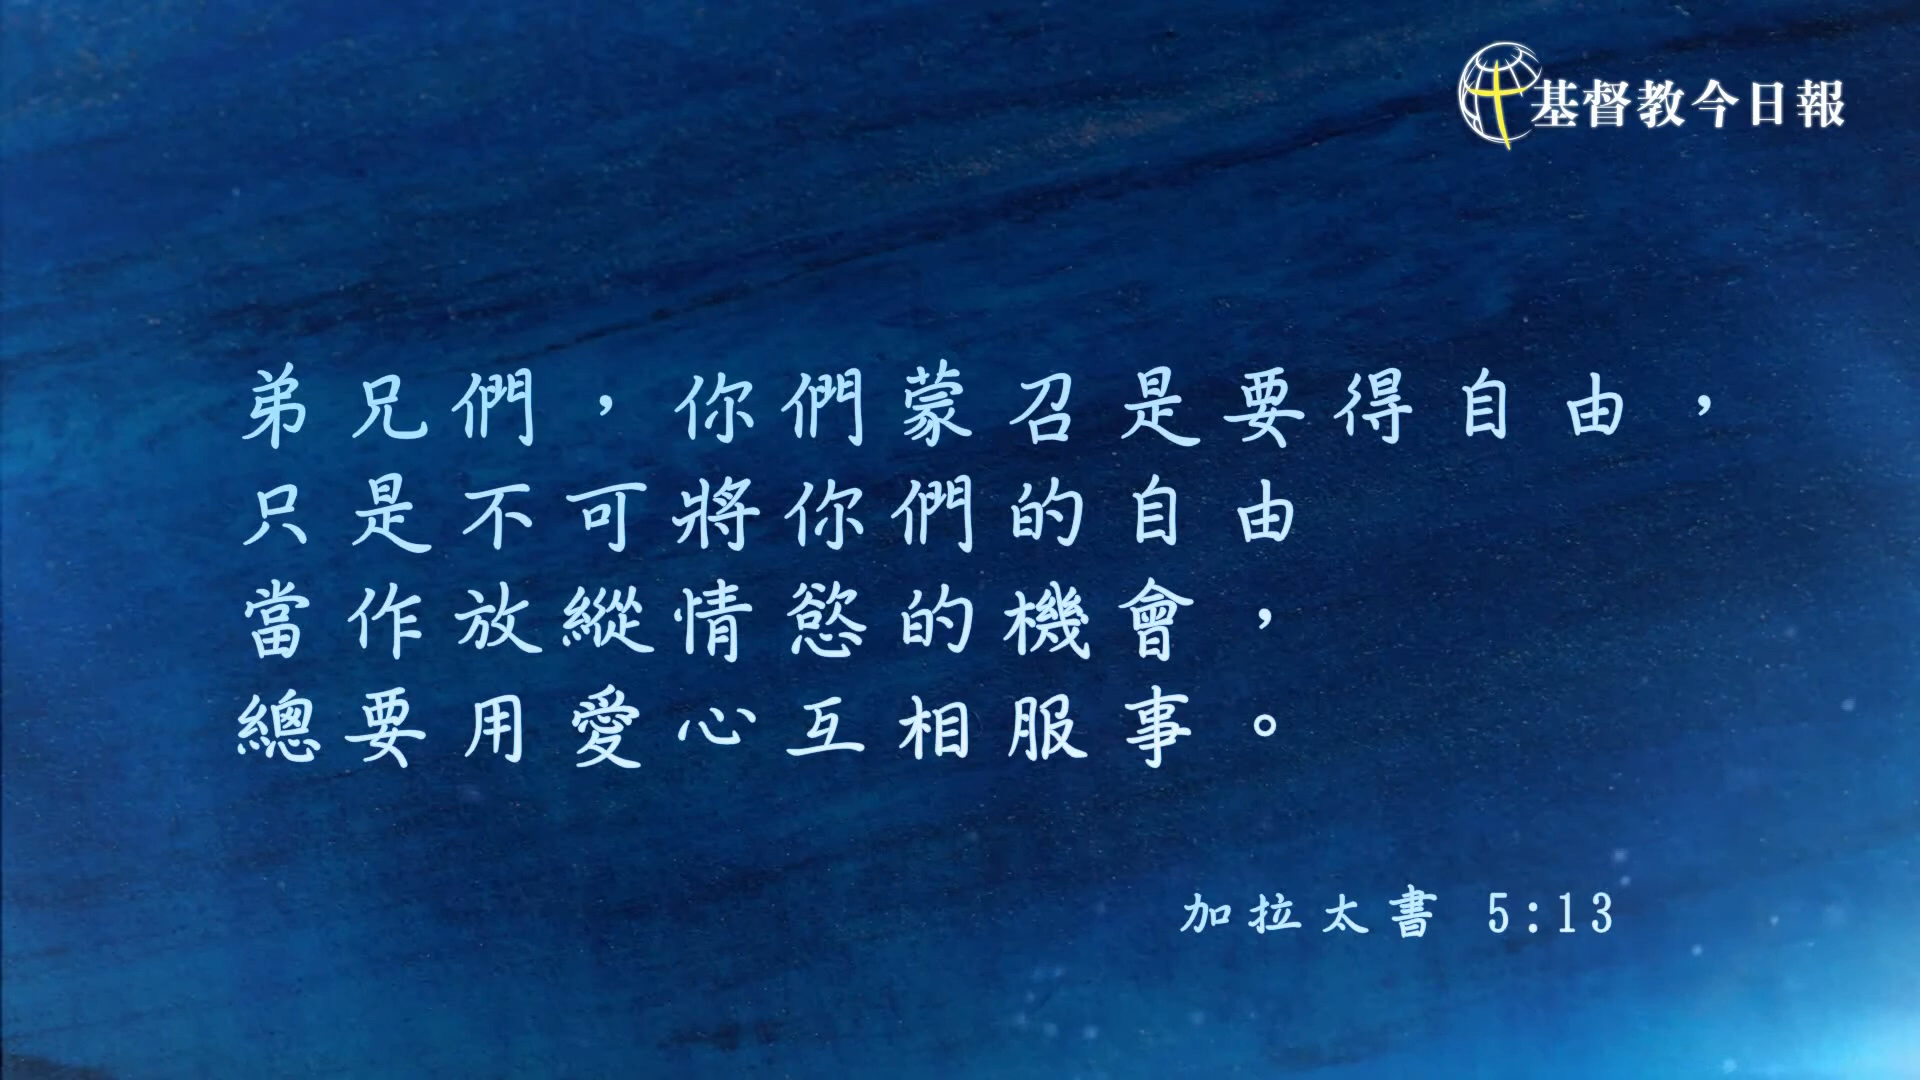 基督教今日報
弟兄們，你們蒙召是要得自由，
只是不可將你們的自由
當作放縱情慾的機會，
總要用愛心互相服事。
加拉太書 5:13